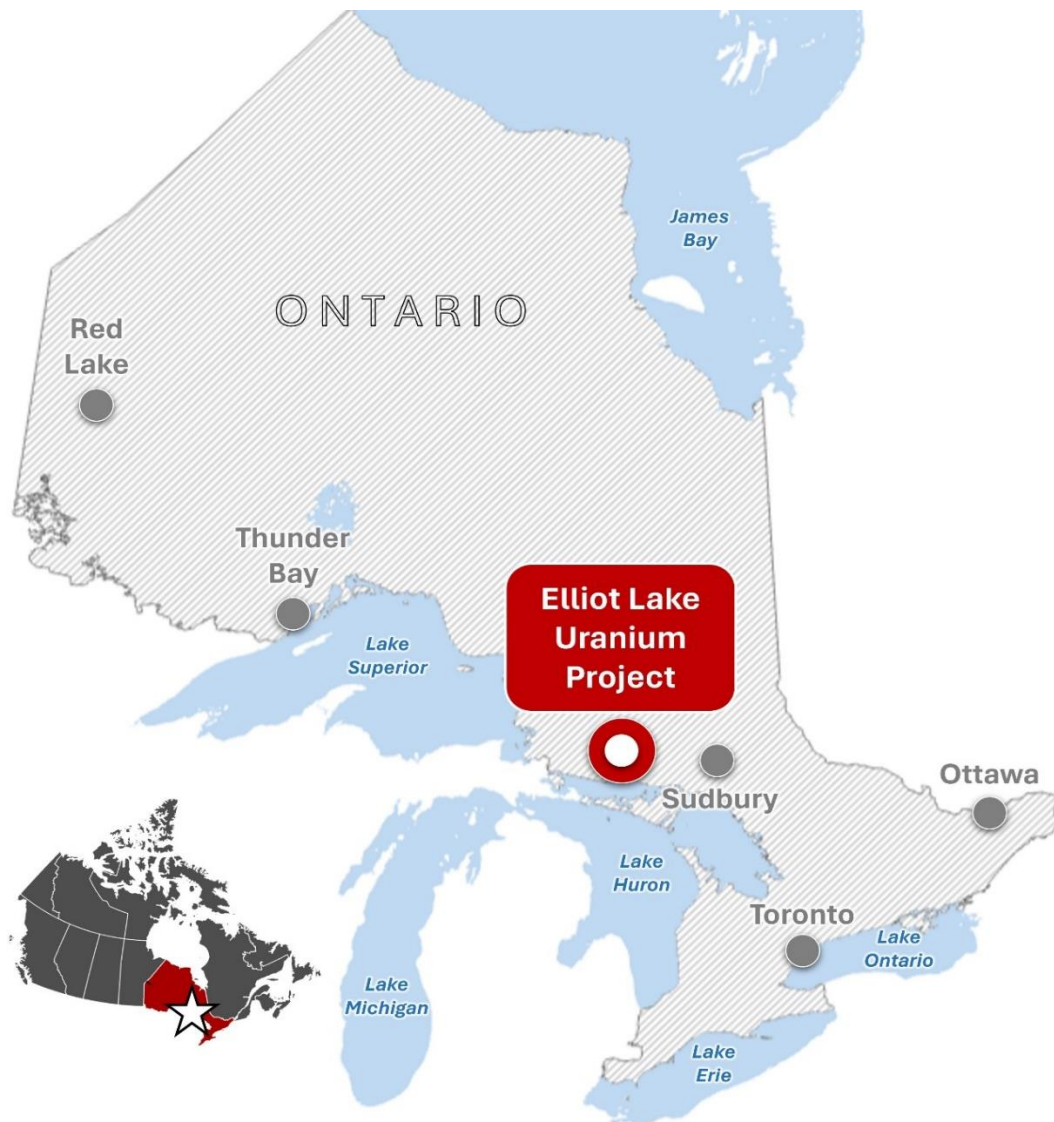 James
Bay
ONTARIO
Red
Lake
Thunder
Bay
Elliot Lake
Uranium
Project
Lake
Superior
Ottawa
Sudbury
Lake
Huron
Toronto
Lake
Ontario
Lake
Michigan
Lake
Erie